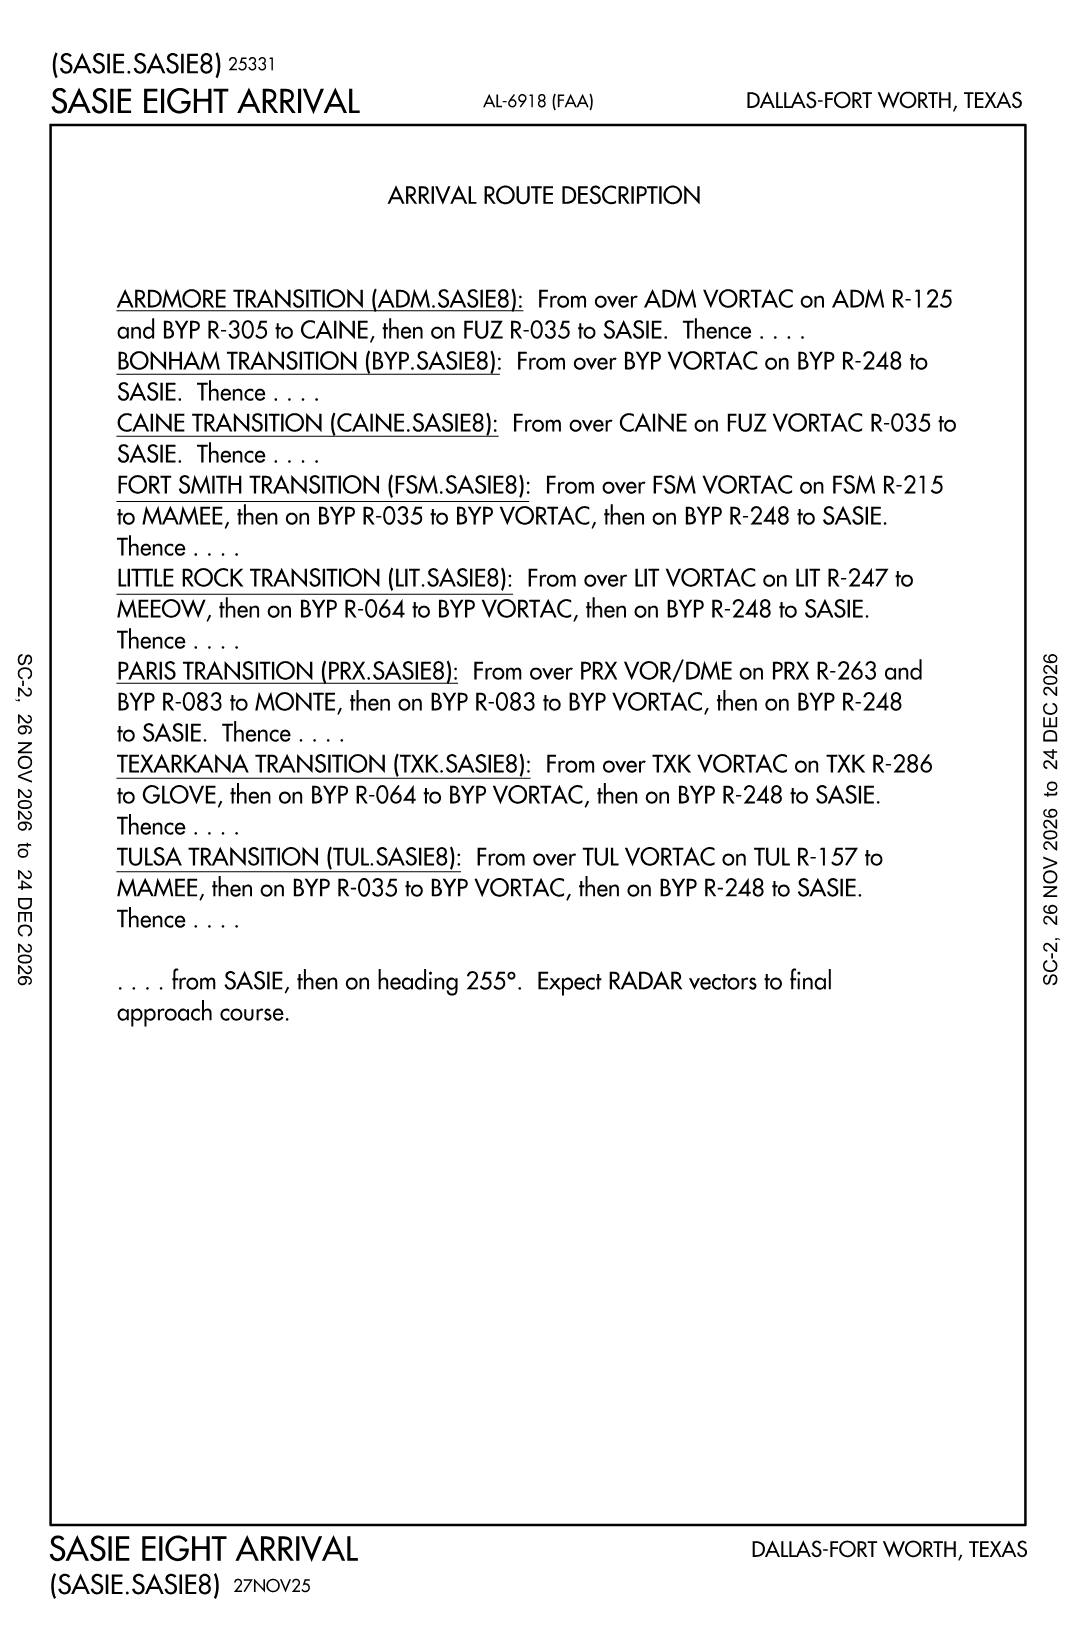 (SASIE.SASIE8) 25331
SASIE EIGHT ARRIVAL
AL-6918 (FAA)
DALLAS-FORT WORTH, TEXAS
ARRIVAL ROUTE DESCRIPTION
ARDMORE TRANSITION (ADM.SASIE8): From over ADM VORTAC on ADM R-125
and BYP R-305 to CAINE, then on FUZ R-035 to SASIE. Thence . . . .
BONHAM TRANSITION (BYP.SASIE8): From over BYP VORTAC on BYP R-248 to
SASIE. Thence . . . .
CAINE TRANSITION (CAINE.SASIE8): From over CAINE on FUZ VORTAC R-035 to
SASIE. Thence . . . .
FORT SMITH TRANSITION (FSM.SASIE8): From over FSM VORTAC on FSM R-215
to MAMEE, then on BYP R-035 to BYP VORTAC, then on BYP R-248 to SASIE.
Thence . . . .
LITTLE ROCK TRANSITION (LIT.SASIE8): From over LIT VORTAC on LIT R-247 to
MEEOW, then on BYP R-064 to BYP VORTAC, then on BYP R-248 to SASIE.
Thence . . . .
PARIS TRANSITION (PRX.SASIE8): From over PRX VOR/DME on PRX R-263 and
BYP R-083 to MONTE, then on BYP R-083 to BYP VORTAC, then on BYP R-248
to SASIE. Thence . . . .
TEXARKANA TRANSITION (TXK.SASIE8): From over TXK VORTAC on TXK R-286
to GLOVE, then on BYP R-064 to BYP VORTAC, then on BYP R-248 to SASIE.
Thence . . . .
TULSA TRANSITION (TUL.SASIE8): From over TUL VORTAC on TUL R-157 to
MAMEE, then on BYP R-035 to BYP VORTAC, then on BYP R-248 to SASIE.
Thence . . . .
. . . . from SASIE, then on heading 255°. Expect RADAR vectors to final
approach course.
SC-2, 26 NOV 2026 to 24 DEC 2026
SC-2, 26 NOV 2026 to 24 DEC 2026
SASIE EIGHT ARRIVAL
(SASIE.SASIE8) 27NOV25
DALLAS-FORT WORTH, TEXAS